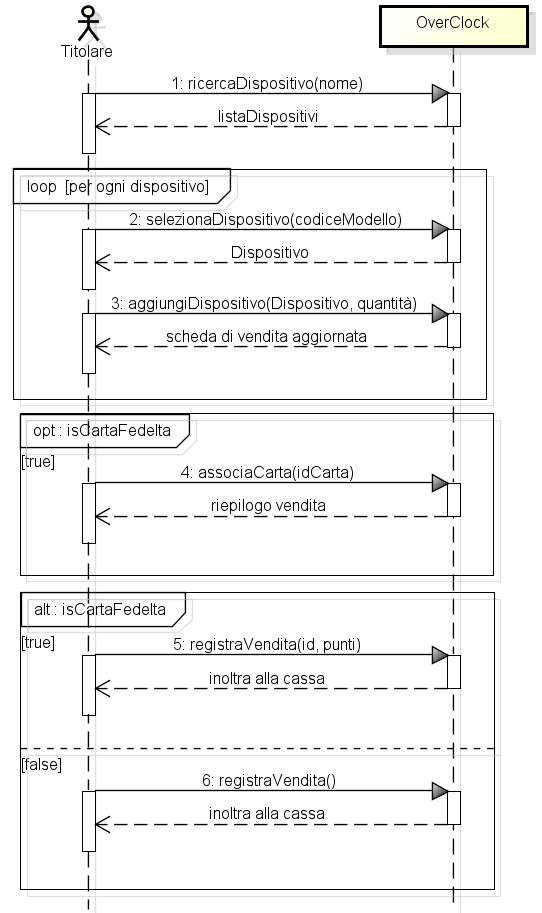 OverClock
Titolare
1: ricercaDispositivo(nome)
listaDispositivi
loop [per ogni dispositivo]
2: selezionaDispositivo(codiceModello)
Dispositivo
3: aggiungiDispositivo(Dispositivo, quantità)
scheda di vendita aggiornata
opt : isCartaFedelta
[true]
4: associaCarta(idCarta)
riepilogo vendita
alt : isCartaFedelta
[true]
5: registraVendita(id, punti)
inoltra alla cassa
[false]
6: registraVendita()
inoltra alla cassa